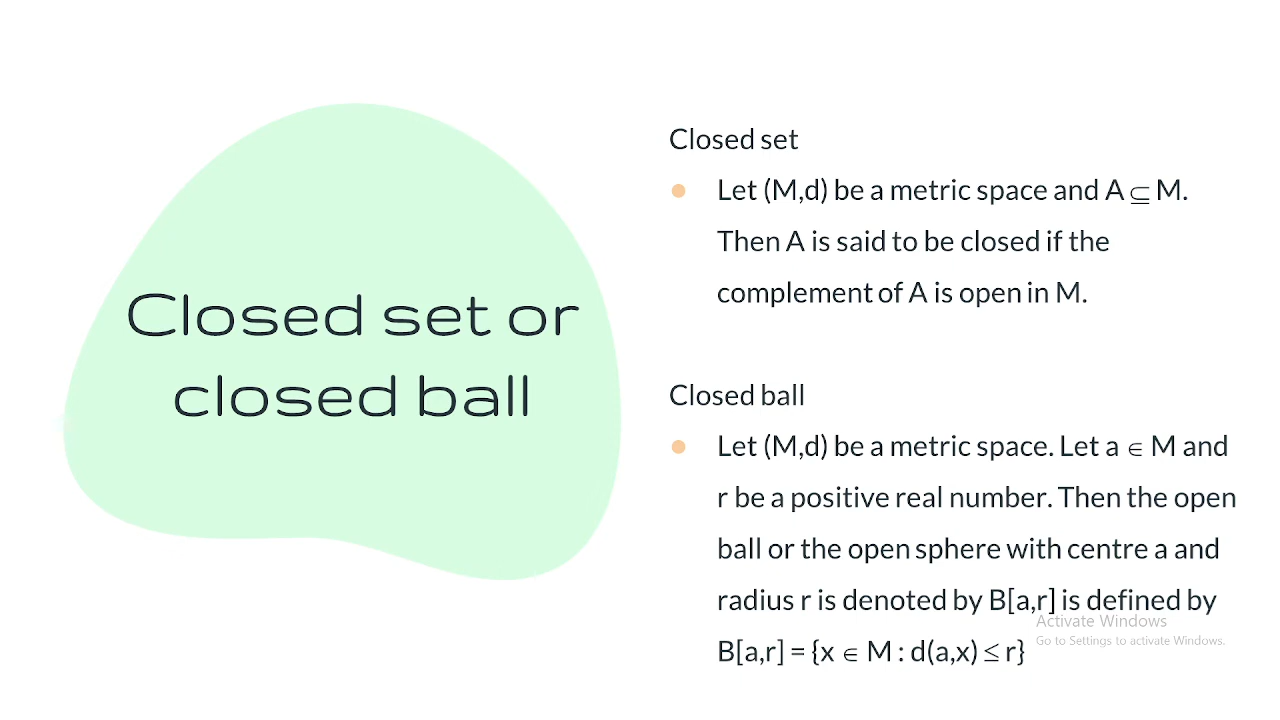 Closed set or
closed ball
Closed set
● Let (M,d) be a metric space and A ⊆ M.
Then A is said to be closed if the
complement of A is open in M.
Closed ball
● Let (M,d) be a metric space. Let a ∈ M and
r be a positive real number. Then the open
ball or the open sphere with centre a and
radius r is denoted by B[a,r] is defined by
B[a,r] = {x ∈ M : d(a,x) ≤ r}
Activate Windows
Go to Settings to activate Windows.